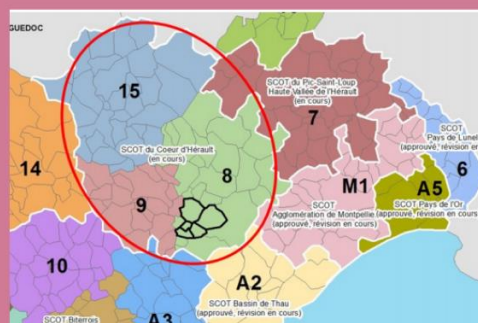 GUEDOC
15
SCOT du Pic-Saint-Loup
Haute Vallée de l'Hérault
(en cours)
7
SCOT du Coeur d'Hérault
(en cours)
14
8
9
SCOT
Pays de Lunel
(approuvé, révision en
6
M1
A5
SCOT
Agglomération de Montpellie
(approuvé, révision en cours)
SCOT Pays de l'Or
(approuvé, révision en cours)
10
A2
SCOT Bassin de Thau
(approuvé, révision en cours)
A3
SCOT Biterrois